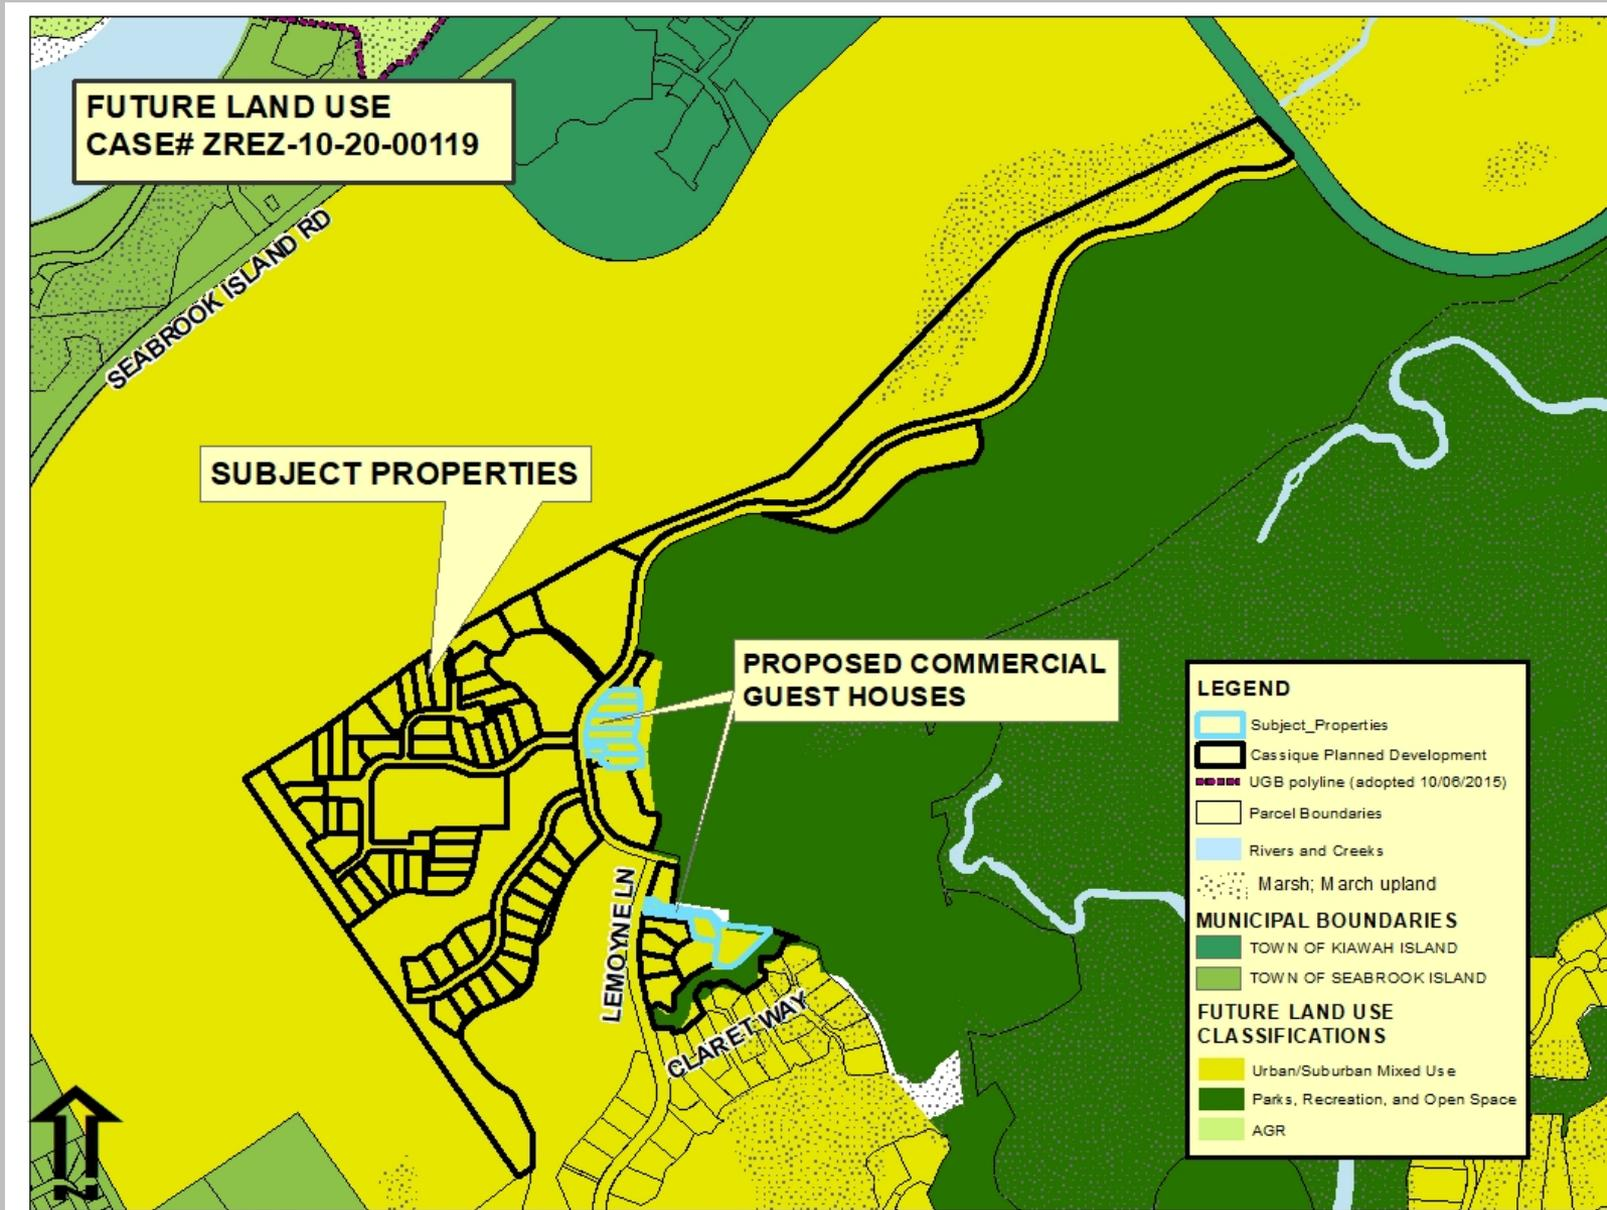 FUTURE LAND USE
CASE# ZREZ-10-20-00119
SEABROOK ISLAND RD
SUBJECT PROPERTIES
PROPOSED COMMERCIAL
GUEST HOUSES
LEMOYNE LN
CLARET WAY
LEGEND
Subject_Properties
Cassique Planned Development
UGB polyline (adopted 10/06/2015)
Parcel Boundaries
Rivers and Creeks
Marsh; March upland
MUNICIPAL BOUNDARIES
TOWN OF KIAWAH ISLAND
TOWN OF SEABROOK ISLAND
FUTURE LAND USE
CLASSIFICATIONS
Urban/Suburban Mixed Use
Parks, Recreation, and Open Space
AGR
N